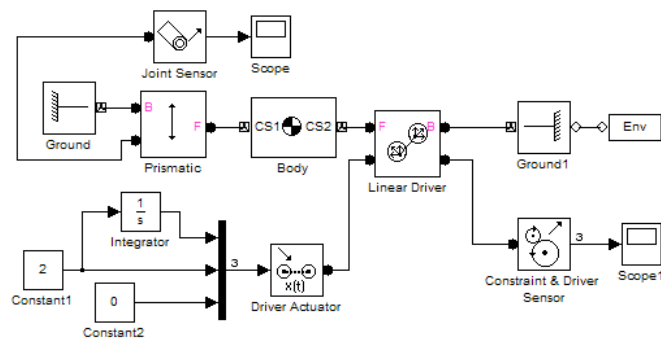 Joint Sensor
Scope
Ground
B
F
Prismatic
CS1
CS2
Body
F
B
Linear Driver
Ground1
Env
1
s
Integrator
2
Constant1
0
Constant2
3
x(t)
Driver Actuator
3
Constraint & Driver
Sensor
Scope1